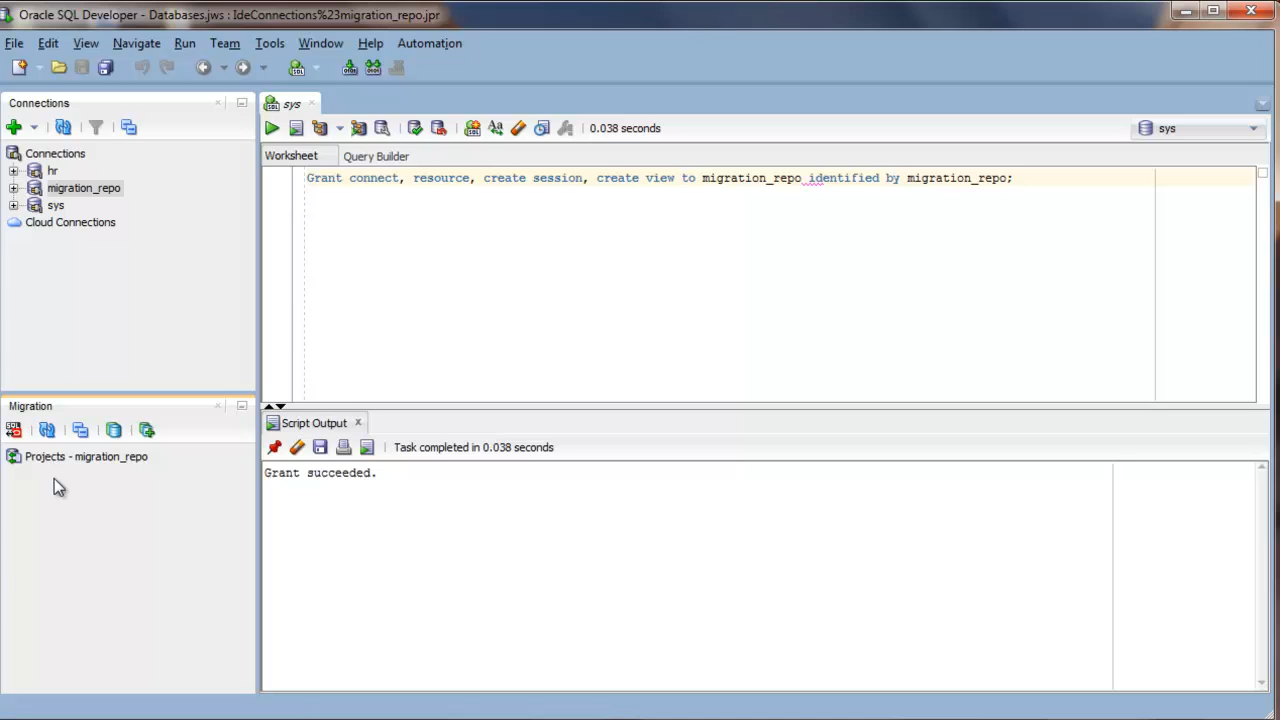 Oracle SQL Developer - Databases.jws : IdeConnections%23migration_repo.jpr
File Edit View Navigate Run Team Tools Window Help Automation
Connections
Connections
hr
migration_repo
sys
Cloud Connections
sys
0.038 seconds
sys
Worksheet Query Builder
Grant connect, resource, create session, create view to migration_repo identified by migration_repo;
Migration
Projects - migration_repo
Script Output
Task completed in 0.038 seconds
Grant succeeded.